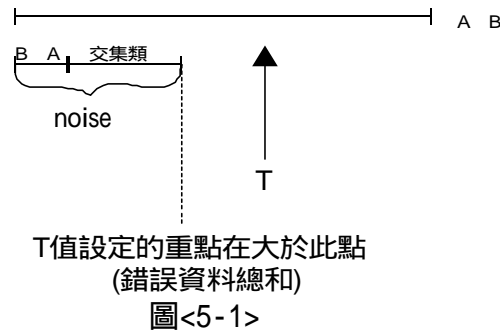 A B
B A 交集類
noise
T
T值設定的重點在大於此點
(錯誤資料總和)
圖<5-1>